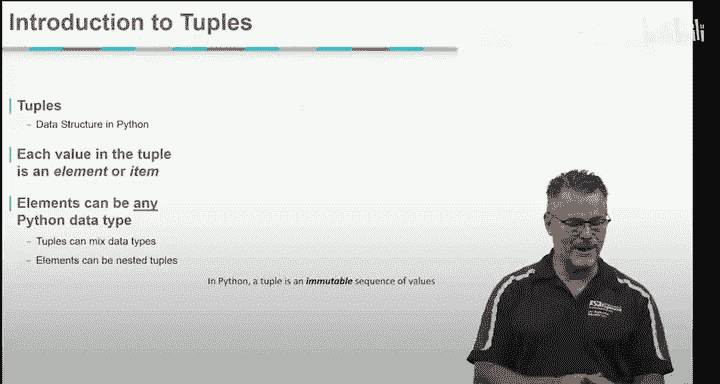 Introduction to Tuples
Tuples
– Data Structure in Python
Each value in the tuple
is an element or item
Elements can be any
Python data type
– Tuples can mix data types
– Elements can be nested tuples
In Python, a tuple is an immutable sequence of values